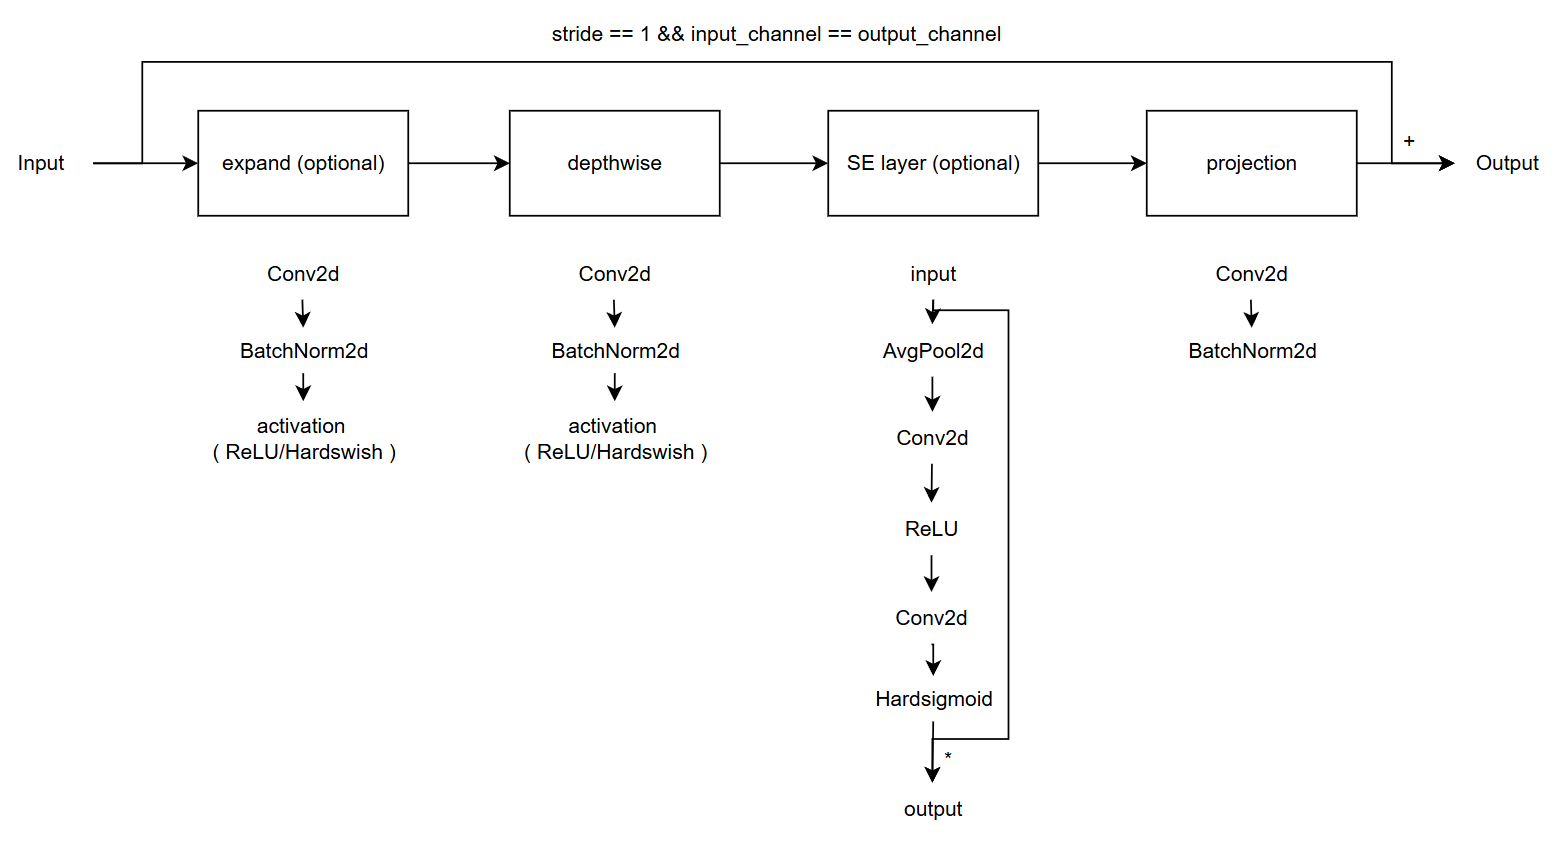 stride == 1 && input_channel == output_channel
Input
expand (optional)
depthwise
SE layer (optional)
projection
+
Output
Conv2d
BatchNorm2d
activation
( ReLU/Hardswish )
Conv2d
BatchNorm2d
activation
( ReLU/Hardswish )
input
AvgPool2d
Conv2d
ReLU
Conv2d
Hardsigmoid
*
output
Conv2d
BatchNorm2d